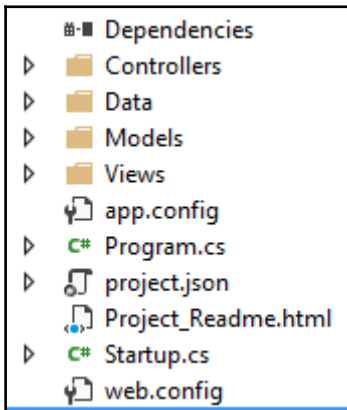 Dependencies
Controllers
Data
Models
Views
app.config
C# Program.cs
project.json
Project_Readme.html
C# Startup.cs
web.config